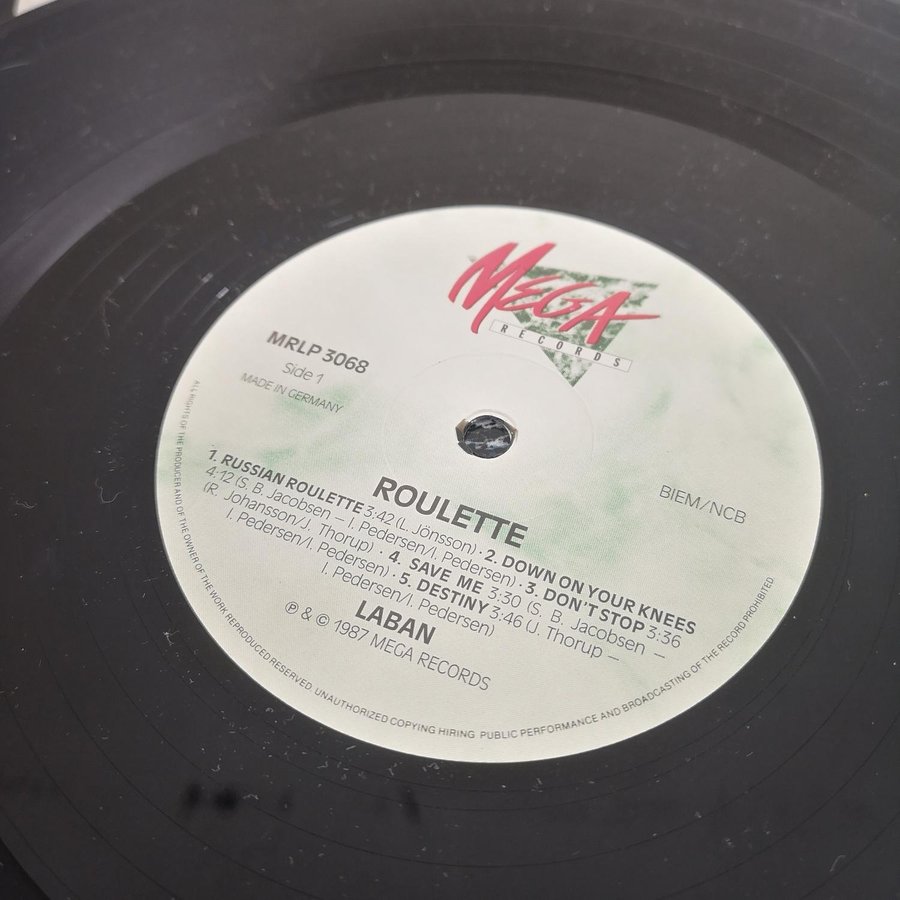 MEGA
RECORDS
MRLP 3068
Side 1
MADE IN GERMANY
BIEM/NCB
ROULETTE
1. RUSSIAN ROULETTE 3:42 (L. Jönsson) · 2. DOWN ON YOUR KNEES
4:12 (S. B. Jacobsen – I. Pedersen/I. Pedersen) · 3. DON'T STOP 3:36
(R. Johansson/J. Thorup) · 4. SAVE ME 3:30 (S. B. Jacobsen –
I. Pedersen/I. Pedersen) · 5. DESTINY 3:46 (J. Thorup –
I. Pedersen/I. Pedersen)
LABAN
℗ & © 1987 MEGA RECORDS
ALL RIGHTS OF THE PRODUCER AND OF THE OWNER OF THE WORK REPRODUCED RESERVED. UNAUTHORIZED COPYING HIRING PUBLIC PERFORMANCE AND BROADCASTING OF THE RECORD PROHIBITED